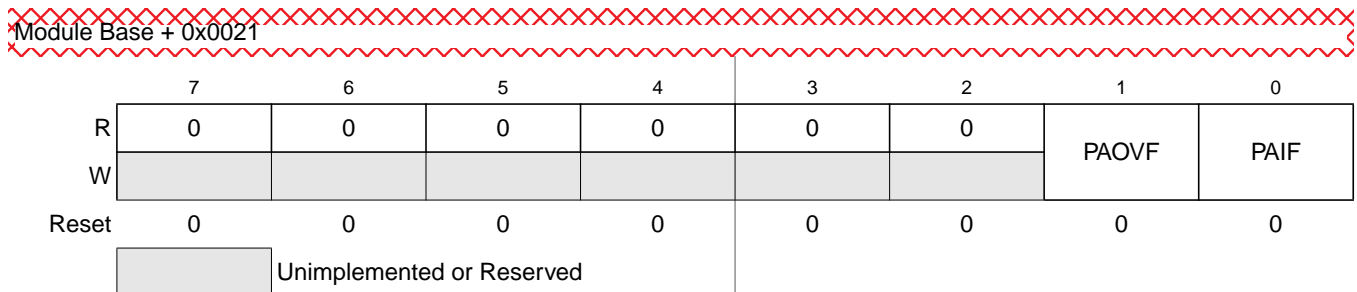 Module Base + 0x0021
7 6 5 4 3 2 1 0
R 0 0 0 0 0 0 PAOVF PAIF
W
Reset 0 0 0 0 0 0 0 0
Unimplemented or Reserved